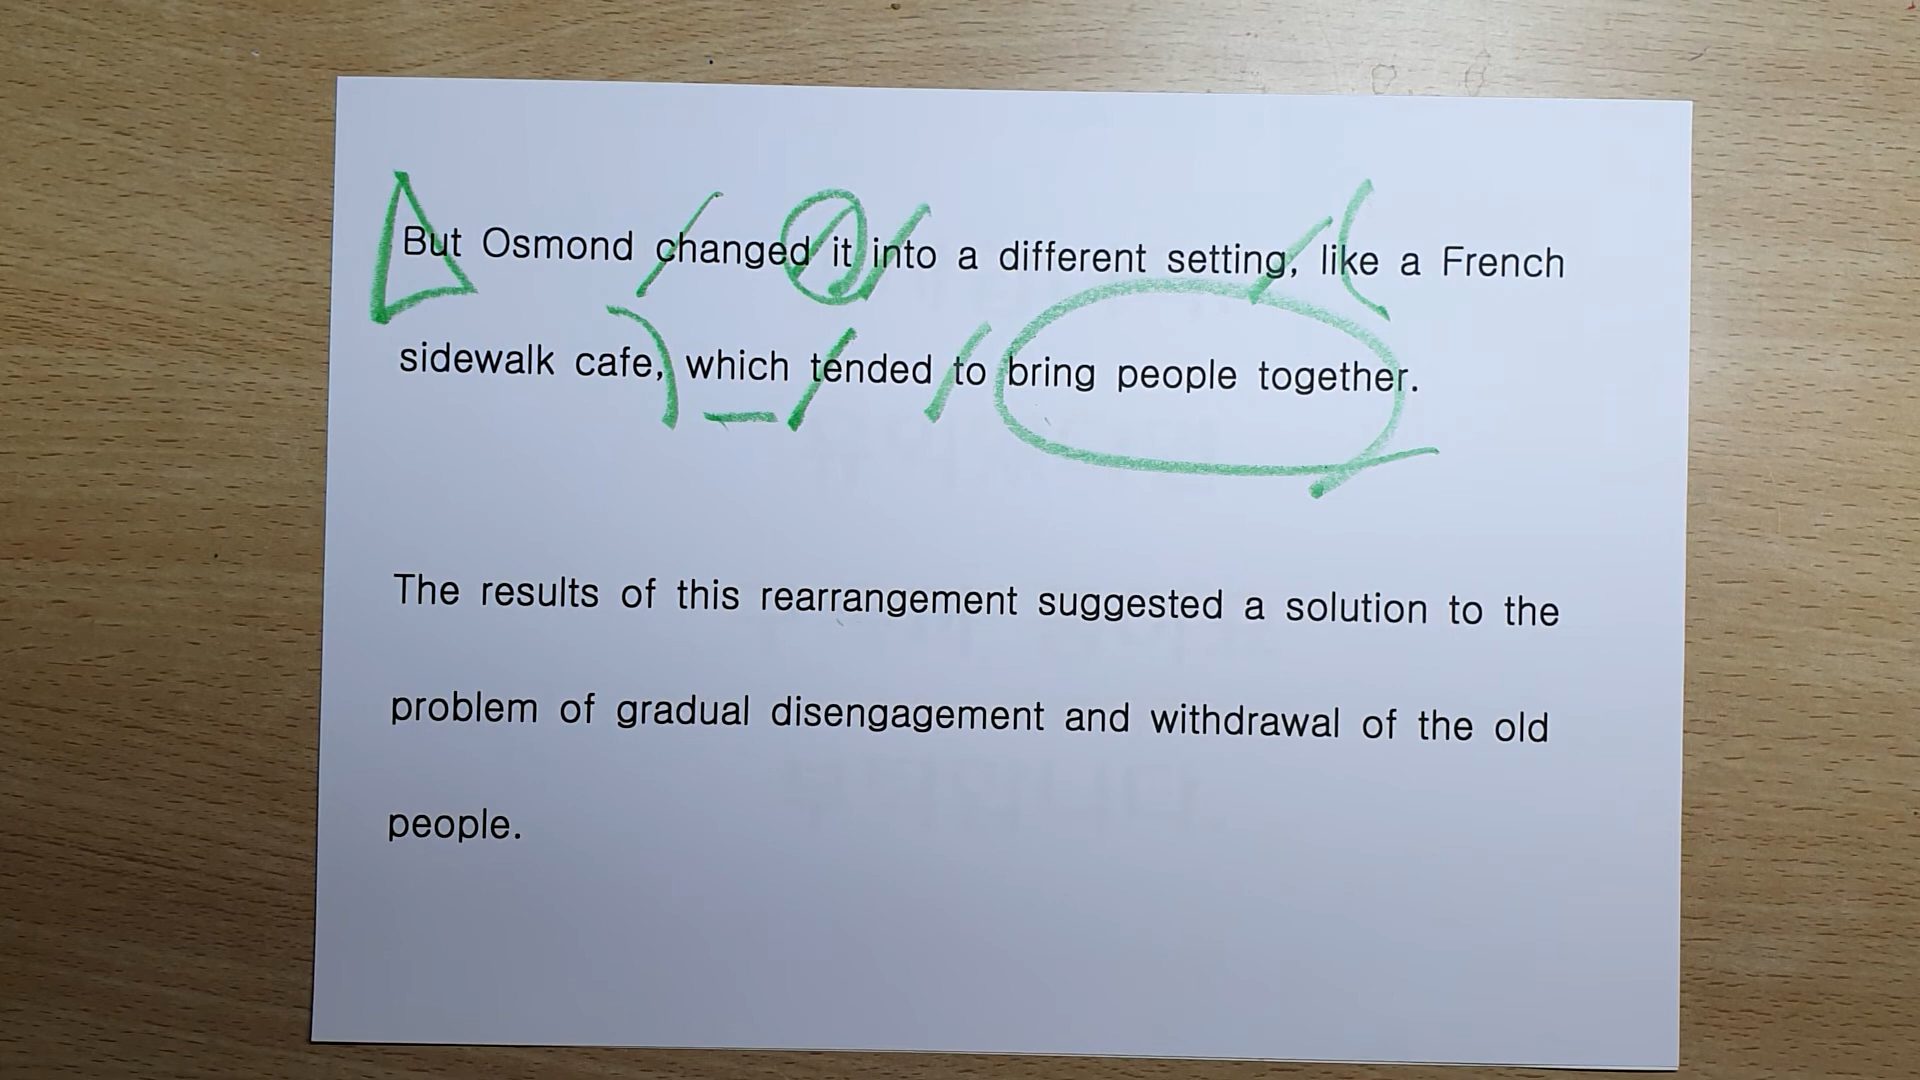 But Osmond changed it into a different setting, like a French
sidewalk cafe, which tended to bring people together.
The results of this rearrangement suggested a solution to the
problem of gradual disengagement and withdrawal of the old
people.